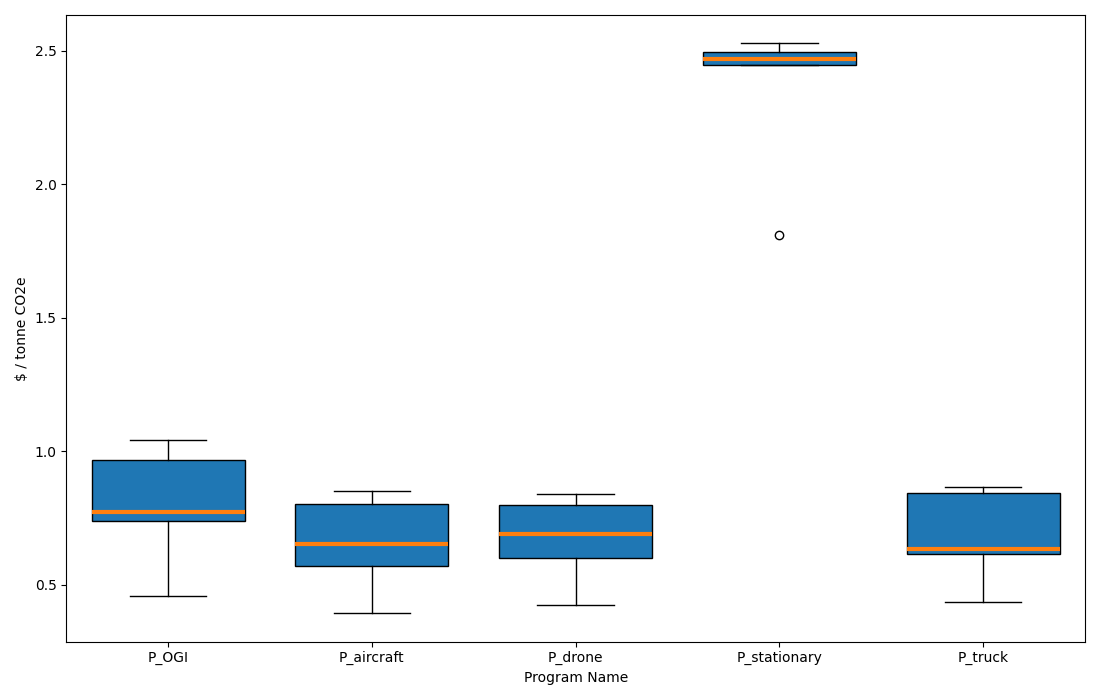 2.5
2.0
1.5
1.0
0.5
$ / tonne CO2e
P_OGI P_aircraft P_drone P_stationary P_truck
Program Name